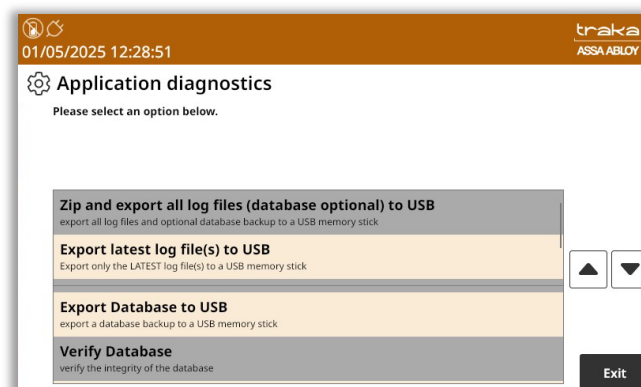 traka
01/05/2025 12:28:51
ASSA ABLOY
Application diagnostics
Please select an option below.
Zip and export all log files (database optional) to USB
export all log files and optional database backup to a USB memory stick
Export latest log file(s) to USB
Export only the LATEST log file(s) to a USB memory stick
Export Database to USB
export a database backup to a USB memory stick
Verify Database
verify the integrity of the database
Exit